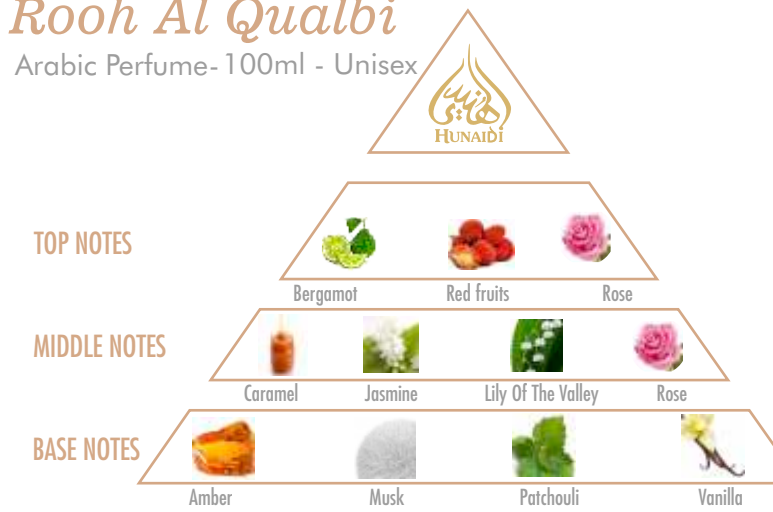 Rooh Al Qualbi
Arabic Perfume- 100ml - Unisex
HUNAIDI
TOP NOTES
Bergamot Red fruits Rose
MIDDLE NOTES
Caramel Jasmine Lily Of The Valley Rose
BASE NOTES
Amber Musk Patchouli Vanilla